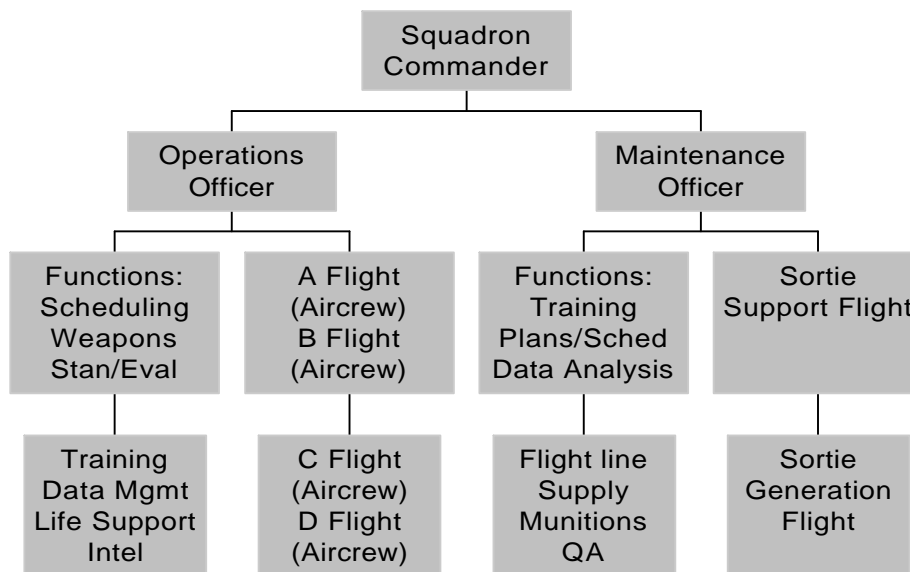 Squadron
Commander
Operations
Officer
Maintenance
Officer
Functions:
Scheduling
Weapons
Stan/Eval
A Flight
(Aircrew)
B Flight
(Aircrew)
Functions:
Training
Plans/Sched
Data Analysis
Sortie
Support Flight
Training
Data Mgmt
Life Support
Intel
C Flight
(Aircrew)
D Flight
(Aircrew)
Flight line
Supply
Munitions
QA
Sortie
Generation
Flight